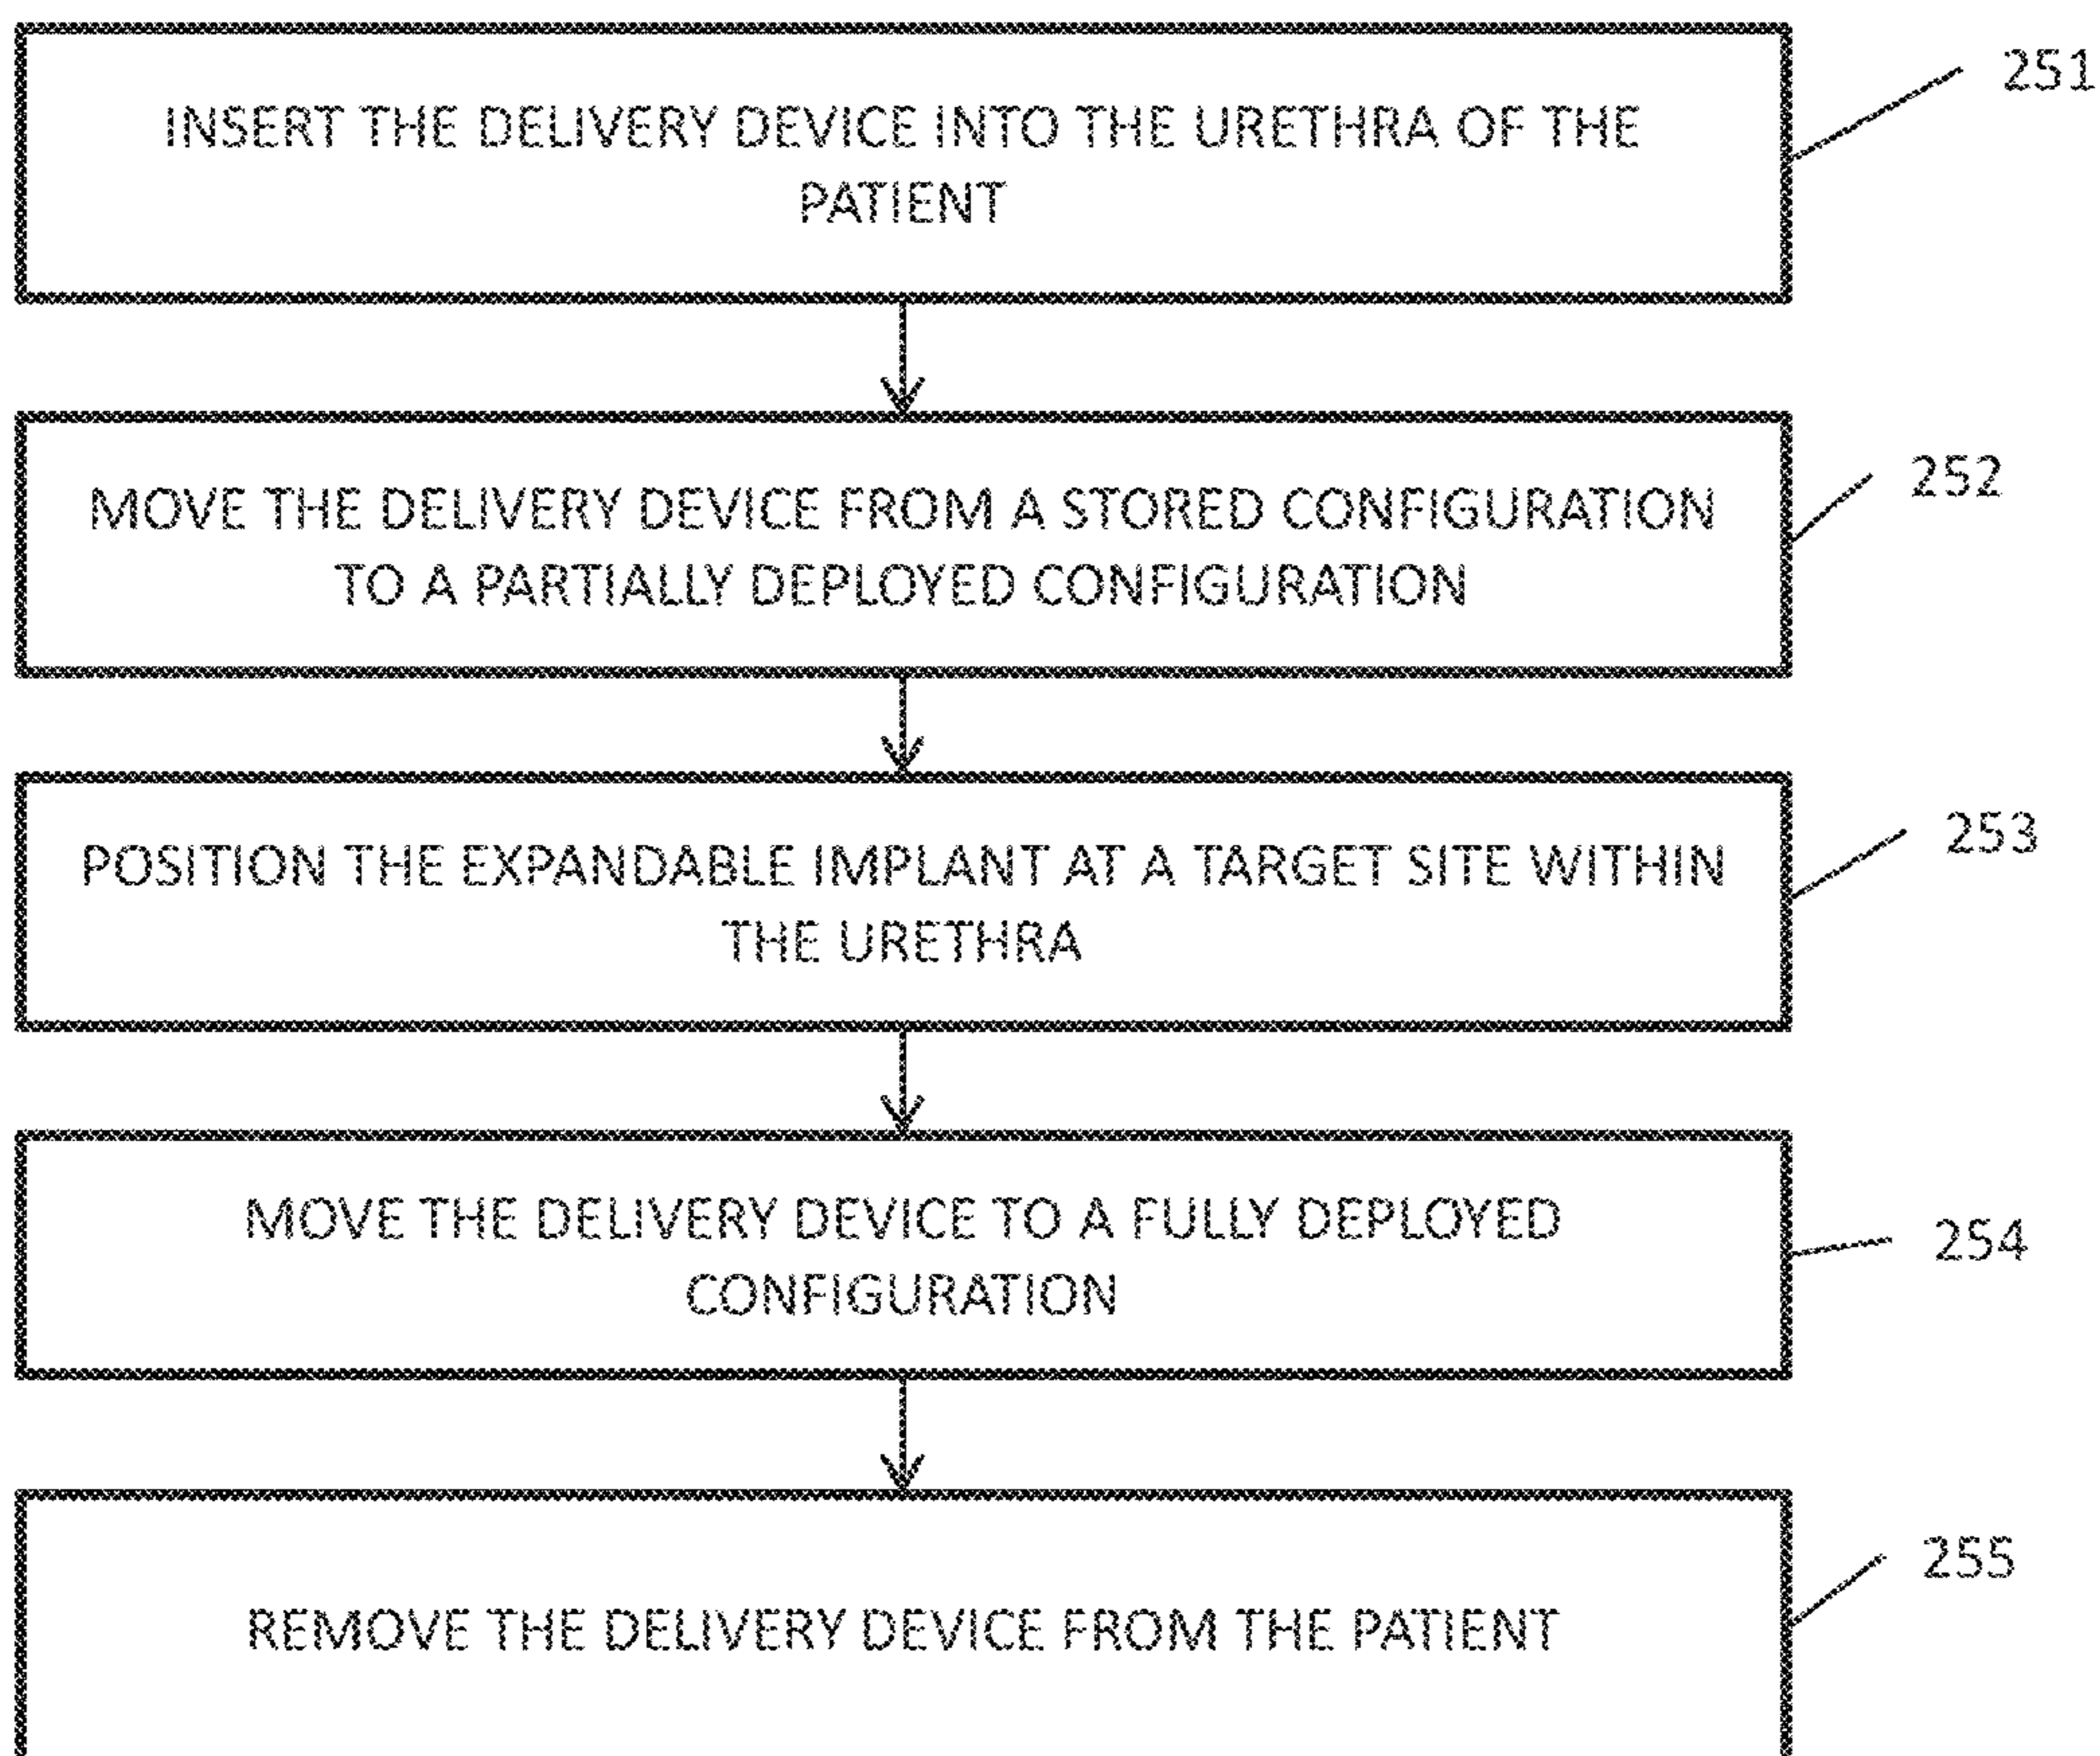 251
INSERT THE DELIVERY DEVICE INTO THE URETHRA OF THE
PATIENT
252
MOVE THE DELIVERY DEVICE FROM A STORED CONFIGURATION
TO A PARTIALLY DEPLOYED CONFIGURATION
253
POSITION THE EXPANDABLE IMPLANT AT A TARGET SITE WITHIN
THE URETHRA
254
MOVE THE DELIVERY DEVICE TO A FULLY DEPLOYED
CONFIGURATION
255
REMOVE THE DELIVERY DEVICE FROM THE PATIENT